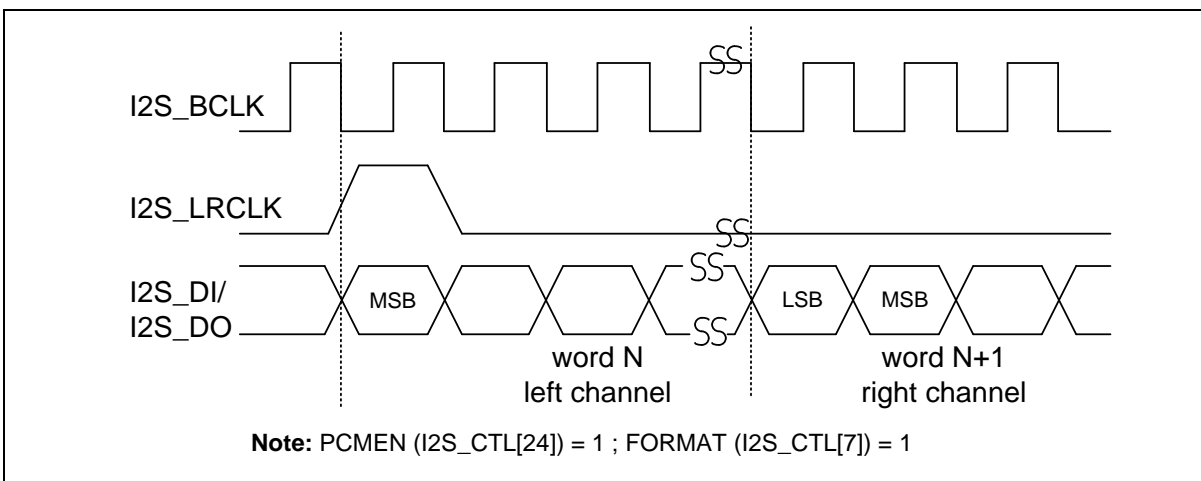 I2S_BCLK
I2S_LRCLK
I2S_DI/
I2S_DO
MSB
LSB
MSB
word N
left channel
word N+1
right channel
Note: PCMEN (I2S_CTL[24]) = 1 ; FORMAT (I2S_CTL[7]) = 1